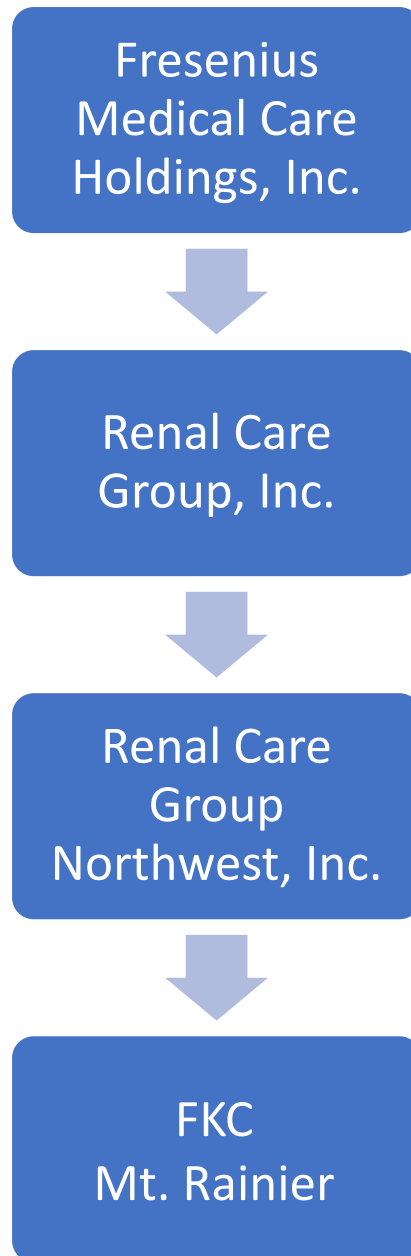 Fresenius
Medical Care
Holdings, Inc.
Renal Care
Group, Inc.
Renal Care
Group
Northwest, Inc.
FKC
Mt. Rainier